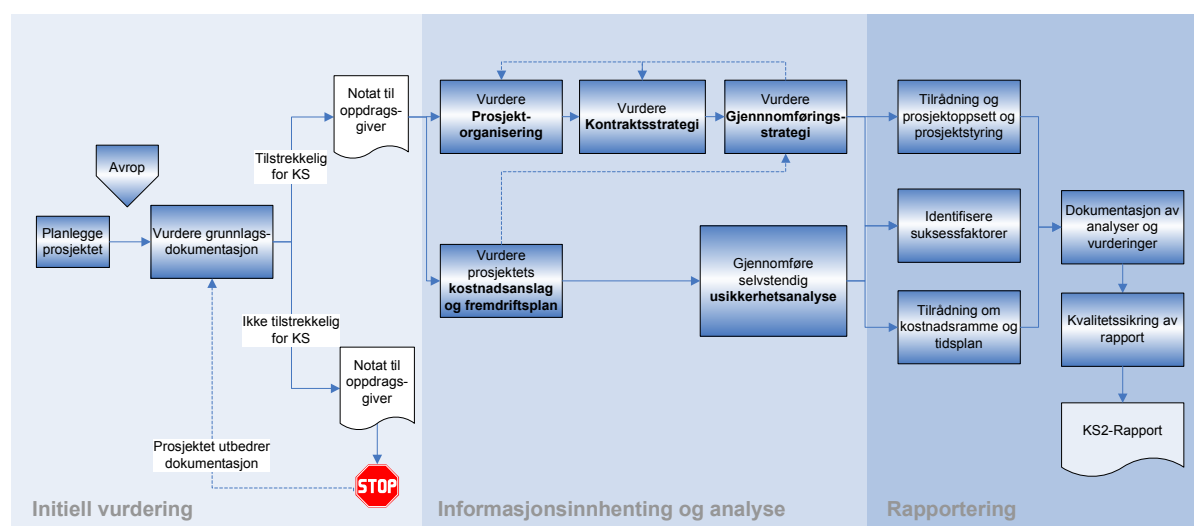 Avrop
Planlegge
prosjektet
Vurdere grunnlags-
dokumentasjon
Tilstrekkelig
for KS
Notat til
oppdrags-
giver
Ikke tilstrekkelig
for KS
Notat til
oppdrags-
giver
Prosjektet utbedrer
dokumentasjon
STOP
Initiell vurdering
Vurdere
Prosjekt-
organisering
Vurdere
Kontraktsstrategi
Vurdere
Gjennnomførings-
strategi
Vurdere
prosjektets
kostnadsanslag
og fremdriftsplan
Gjennomføre
selvstendig
usikkerhetsanalyse
Informasjonsinnhenting og analyse
Tilrådning og
prosjektoppsett og
prosjektstyring
Identifisere
suksessfaktorer
Tilrådning om
kostnadsramme og
tidsplan
Dokumentasjon av
analyser og
vurderinger
Kvalitetssikring av
rapport
KS2-Rapport
Rapportering